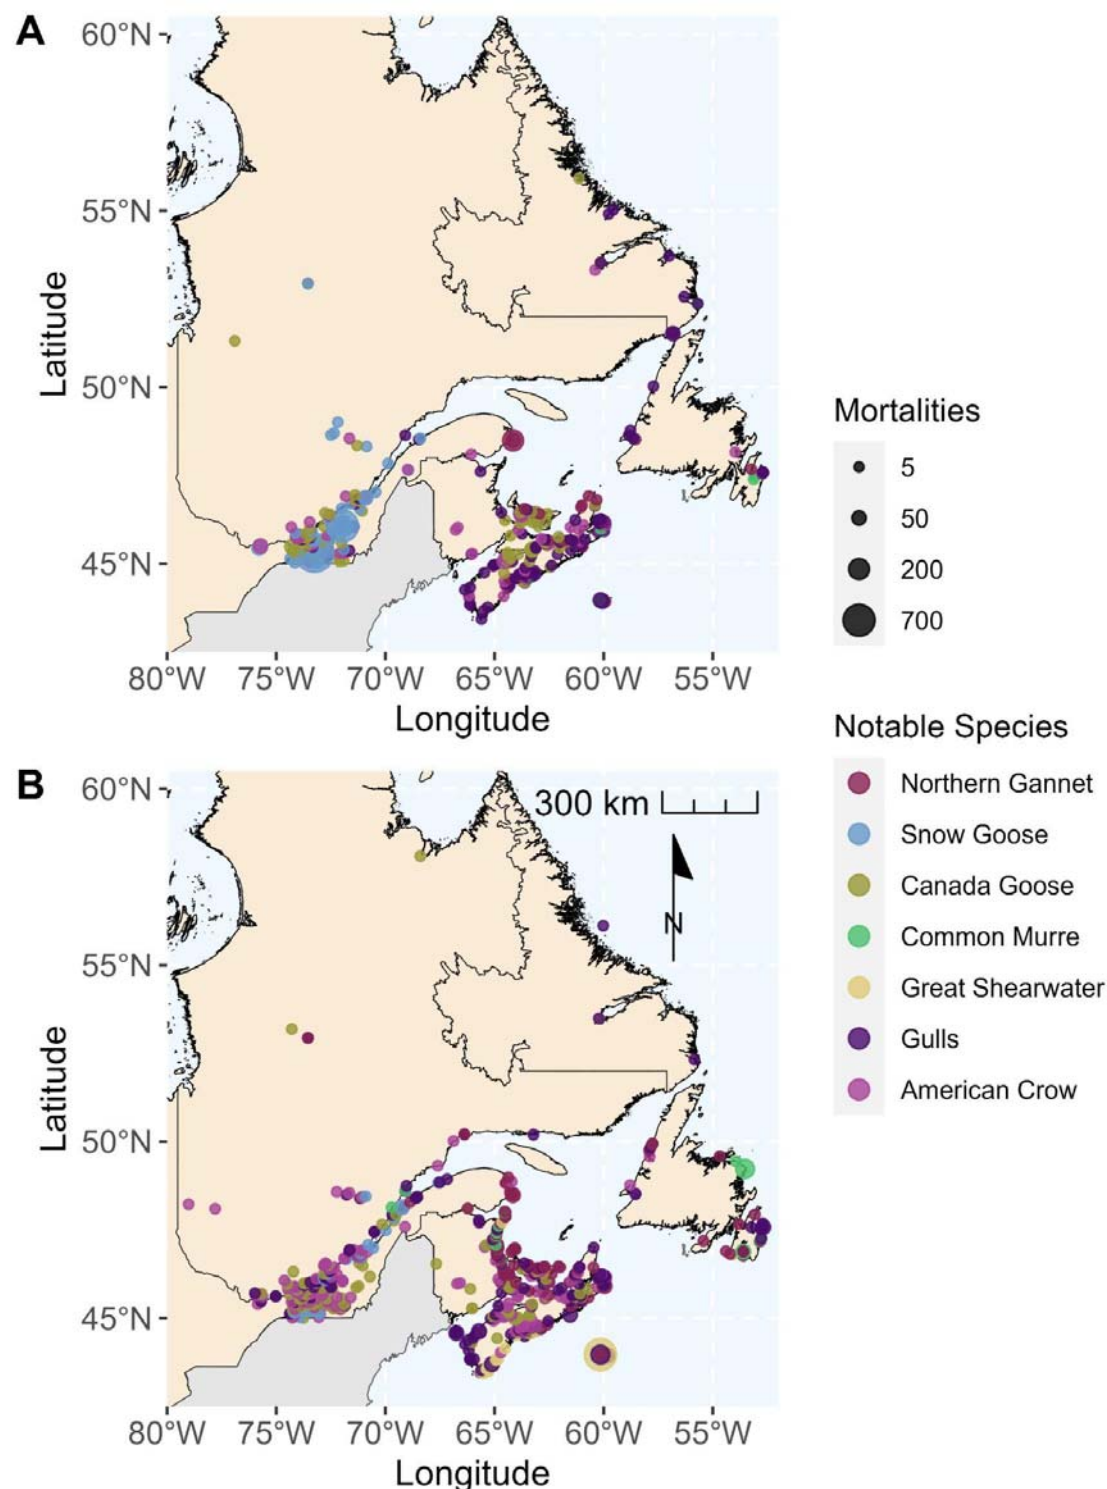 A
60°N
55°N
50°N
45°N
Latitude
80°W 75°W 70°W 65°W 60°W 55°W
Longitude
Mortalities
5
50
200
700
Notable Species
Northern Gannet
Snow Goose
Canada Goose
Common Murre
Great Shearwater
Gulls
American Crow
B
300 km
N
60°N
55°N
50°N
45°N
Latitude
80°W 75°W 70°W 65°W 60°W 55°W
Longitude